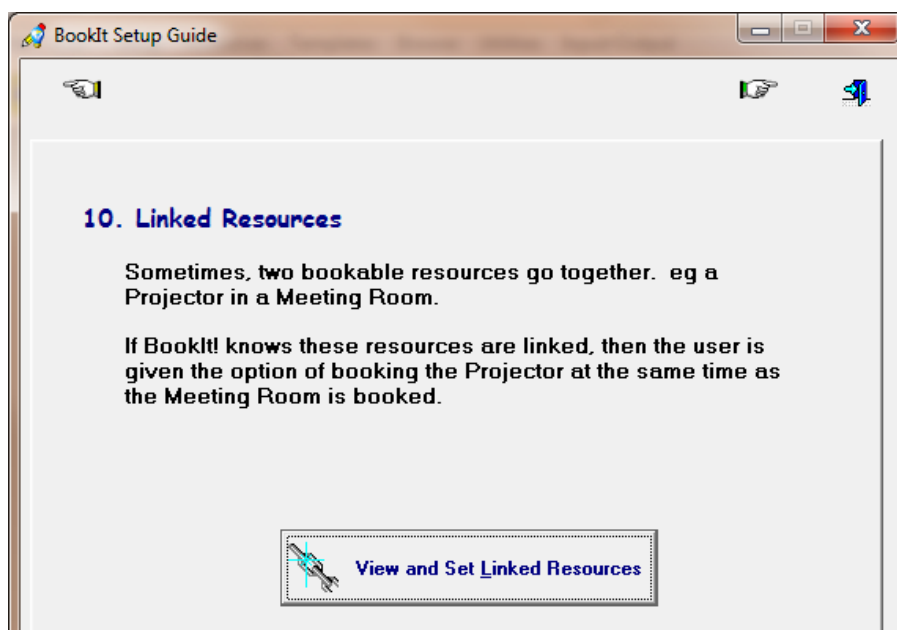 BookIt Setup Guide
10. Linked Resources
Sometimes, two bookable resources go together. eg a
Projector in a Meeting Room.
If BookIt! knows these resources are linked, then the user is
given the option of booking the Projector at the same time as
the Meeting Room is booked.
View and Set Linked Resources